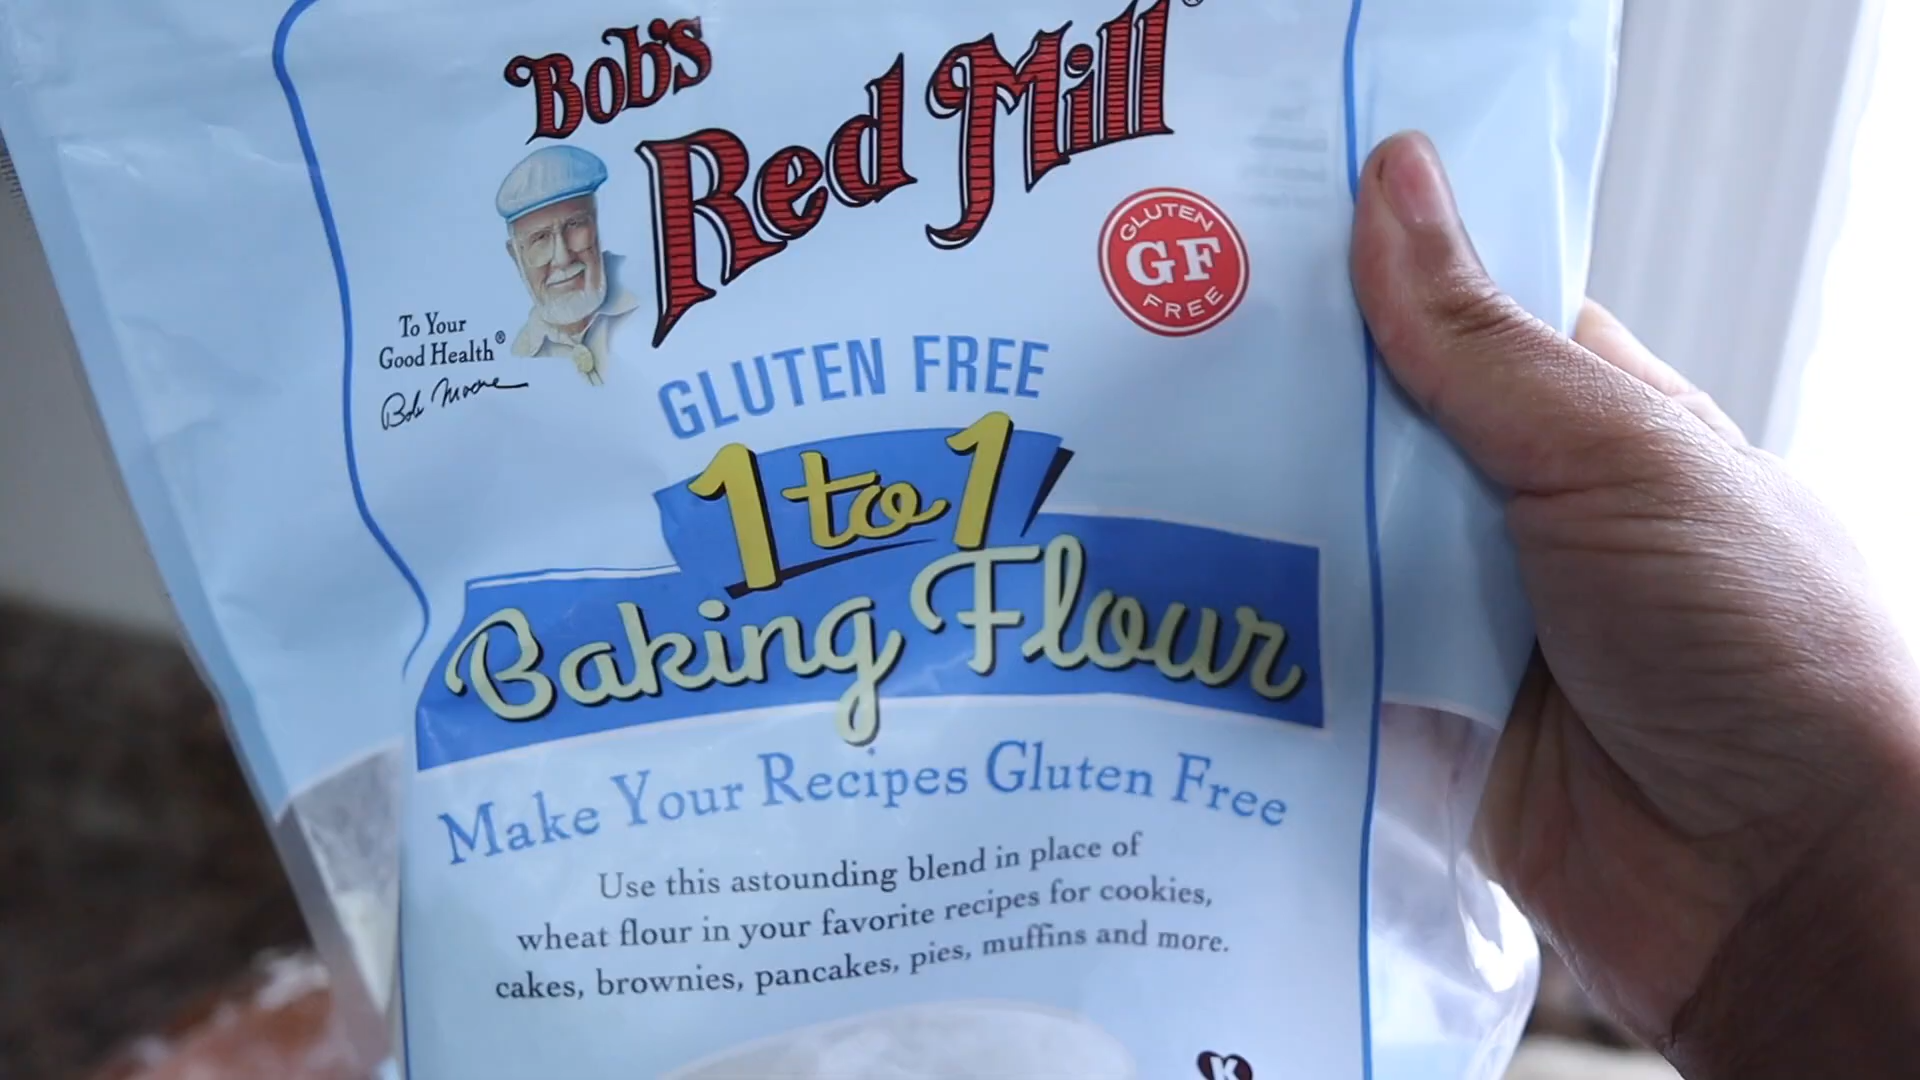 Bob's
Red Mill®
GLUTEN
GF
FREE
To Your
Good Health®
Bob Moore
GLUTEN FREE
1 to 1
Baking Flour
Make Your Recipes Gluten Free
Use this astounding blend in place of
wheat flour in your favorite recipes for cookies,
cakes, brownies, pancakes, pies, muffins and more.
K